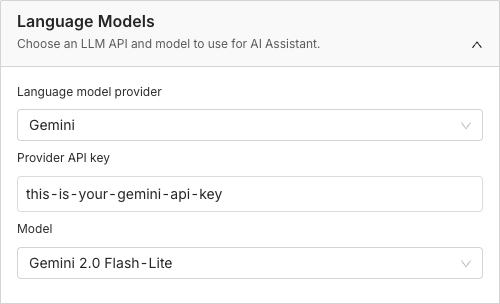 Language Models
Choose an LLM API and model to use for AI Assistant.
Language model provider
Gemini
Provider API key
this-is-your-gemini-api-key
Model
Gemini 2.0 Flash-Lite